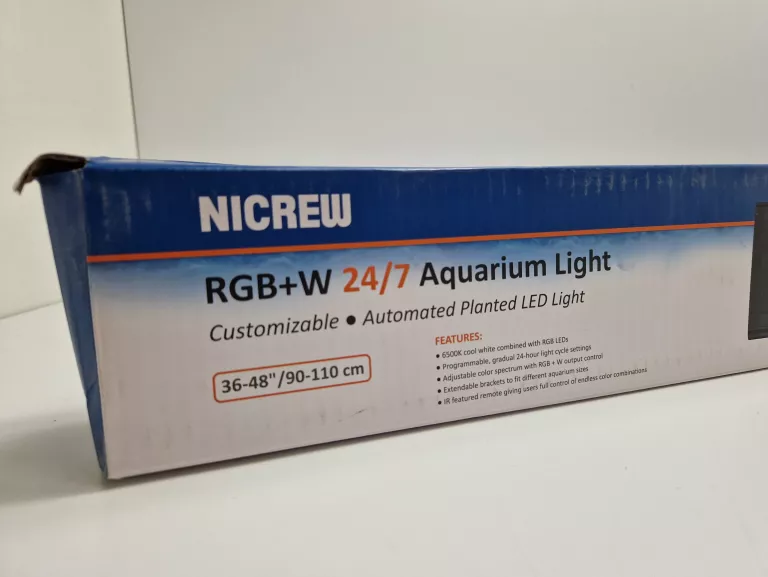 NICREW
RGB+W 24/7 Aquarium Light
Customizable ● Automated Planted LED Light
36-48"/90-110 cm
FEATURES:
● 6500K cool white combined with RGB LEDs
● Programmable, gradual 24-hour light cycle settings
● Adjustable color spectrum with RGB + W output control
● Extendable brackets to fit different aquarium sizes
● IR featured remote giving users full control of endless color combinations